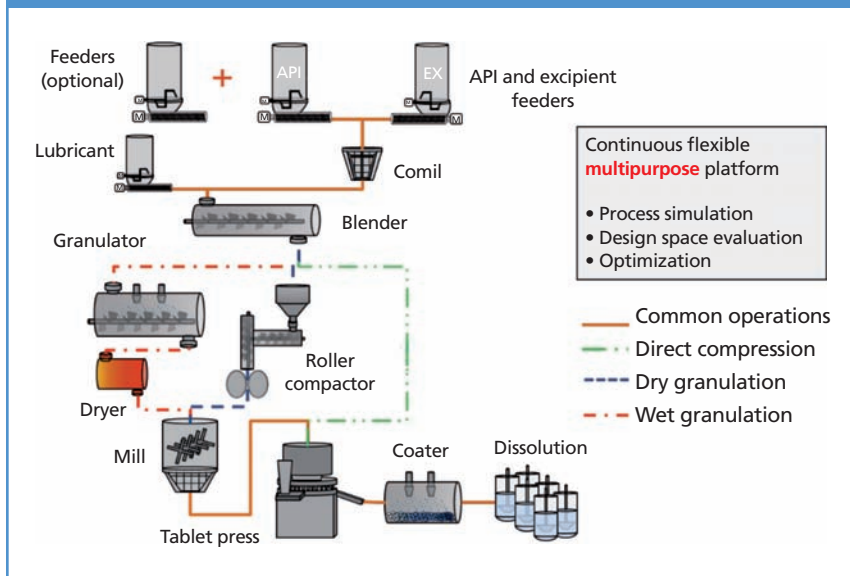 Feeders
(optional)
+
API
EX
API and excipient
feeders
M
M
M
Lubricant
M
Comil
Blender
Granulator
Continuous flexible
multipurpose platform
• Process simulation
• Design space evaluation
• Optimization
Roller
compactor
Dryer
Mill
Tablet press
Coater
Dissolution
Common operations
Direct compression
Dry granulation
Wet granulation